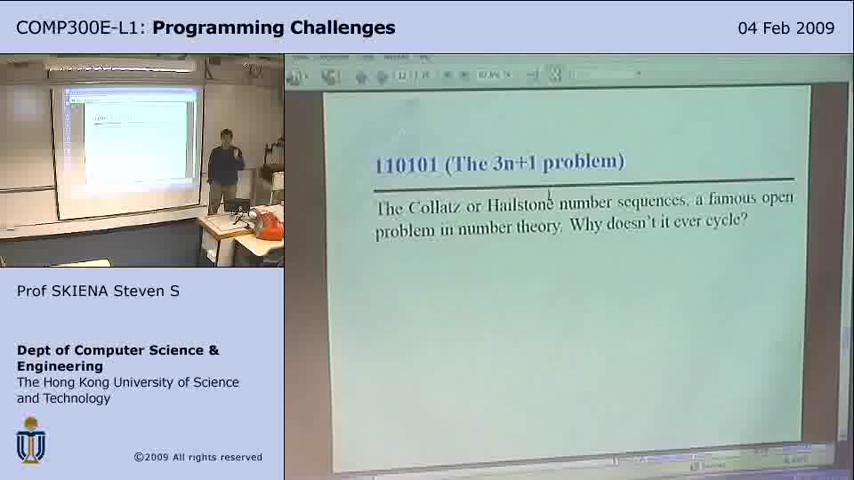 COMP300E-L1: Programming Challenges
04 Feb 2009
110101 (The 3n+1 problem)
The Collatz or Hailstone number sequences, a famous open
problem in number theory. Why doesn't it ever cycle?
Prof SKIENA Steven S
Dept of Computer Science &
Engineering
The Hong Kong University of Science
and Technology
©2009 All rights reserved